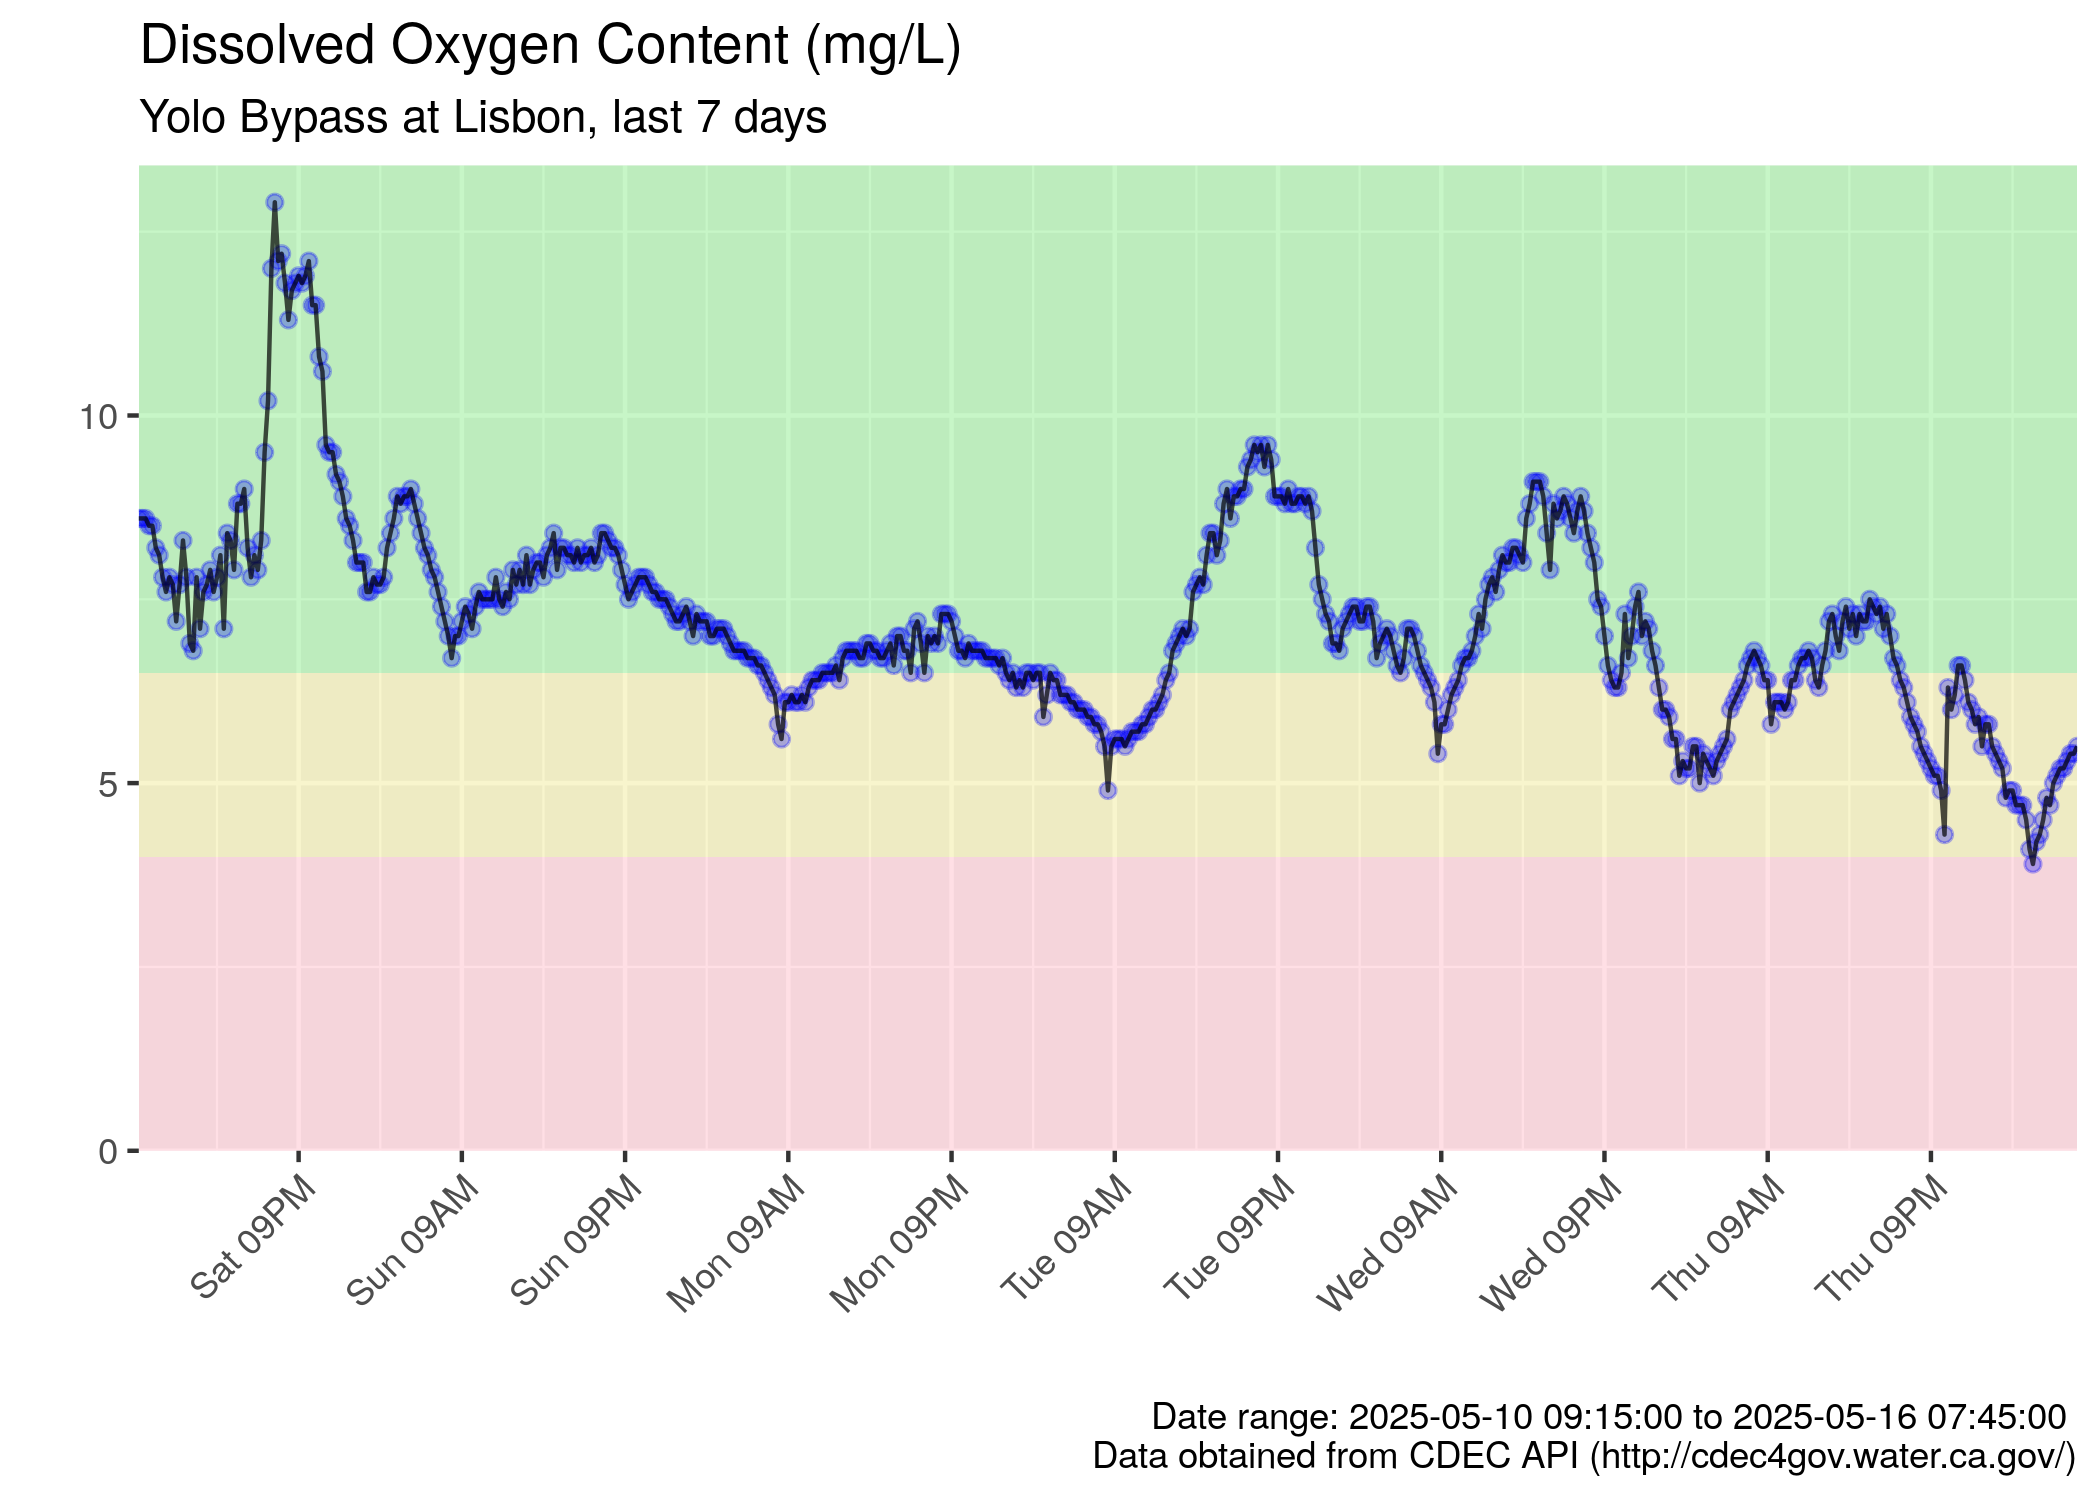 Dissolved Oxygen Content (mg/L)
Yolo Bypass at Lisbon, last 7 days
10
5
0
Sat 09PM
Sun 09AM
Sun 09PM
Mon 09AM
Mon 09PM
Tue 09AM
Tue 09PM
Wed 09AM
Wed 09PM
Thu 09AM
Thu 09PM
Date range: 2025-05-10 09:15:00 to 2025-05-16 07:45:00
Data obtained from CDEC API (http://cdec4gov.water.ca.gov/)